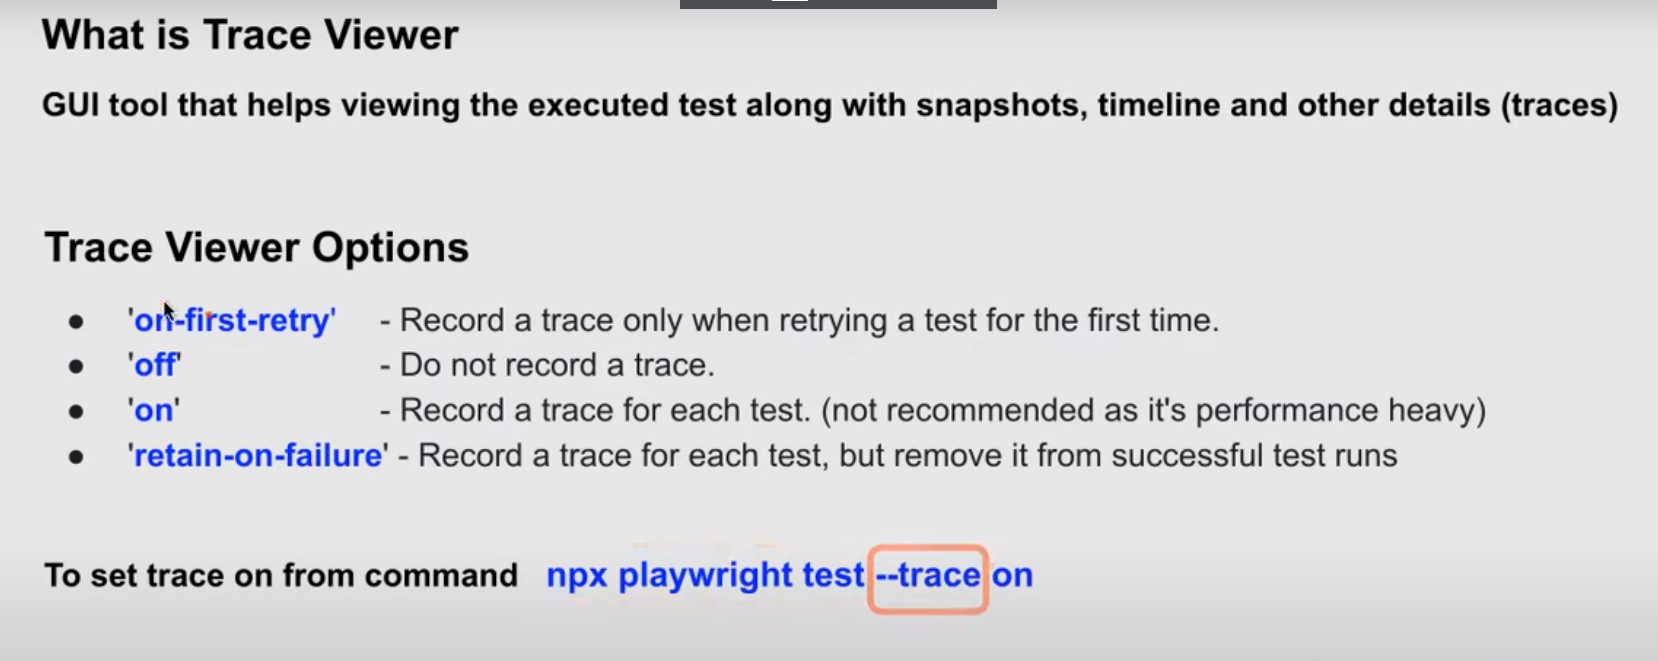 What is Trace Viewer
GUI tool that helps viewing the executed test along with snapshots, timeline and other details (traces)
Trace Viewer Options
● 'on-first-retry' - Record a trace only when retrying a test for the first time.
● 'off' - Do not record a trace.
● 'on' - Record a trace for each test. (not recommended as it's performance heavy)
● 'retain-on-failure' - Record a trace for each test, but remove it from successful test runs
To set trace on from command npx playwright test --trace on